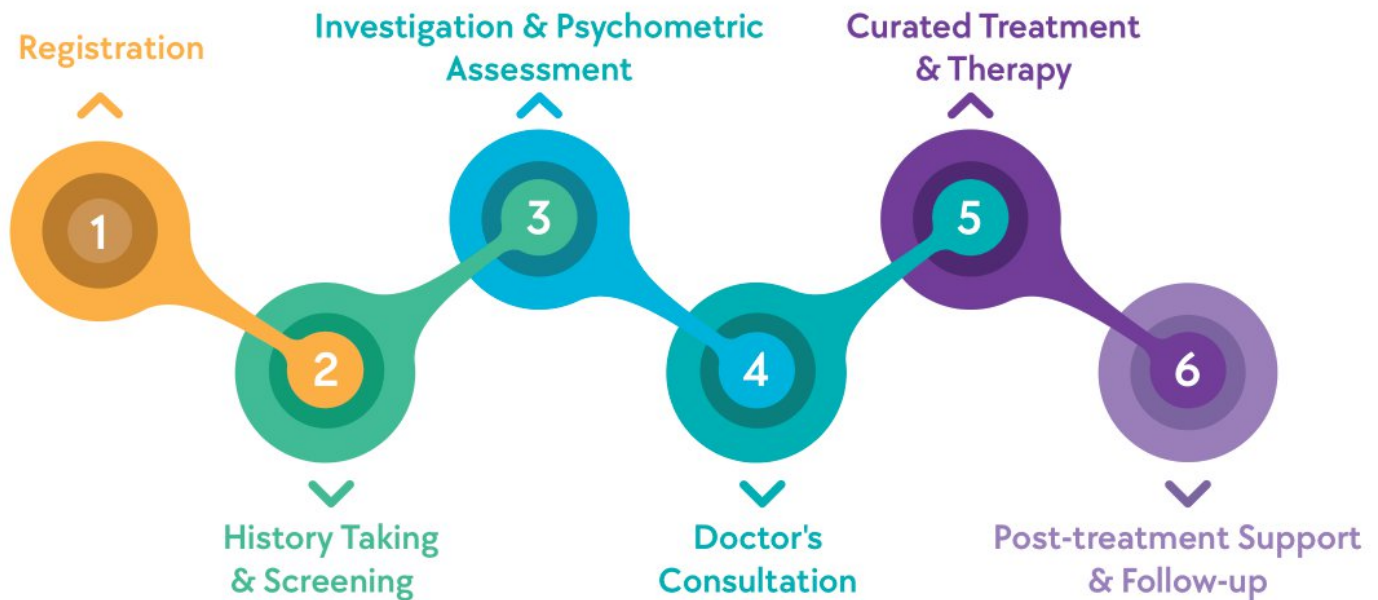 Registration
1
2
History Taking
& Screening
Investigation & Psychometric
Assessment
3
4
Doctor's
Consultation
Curated Treatment
& Therapy
5
6
Post-treatment Support
& Follow-up